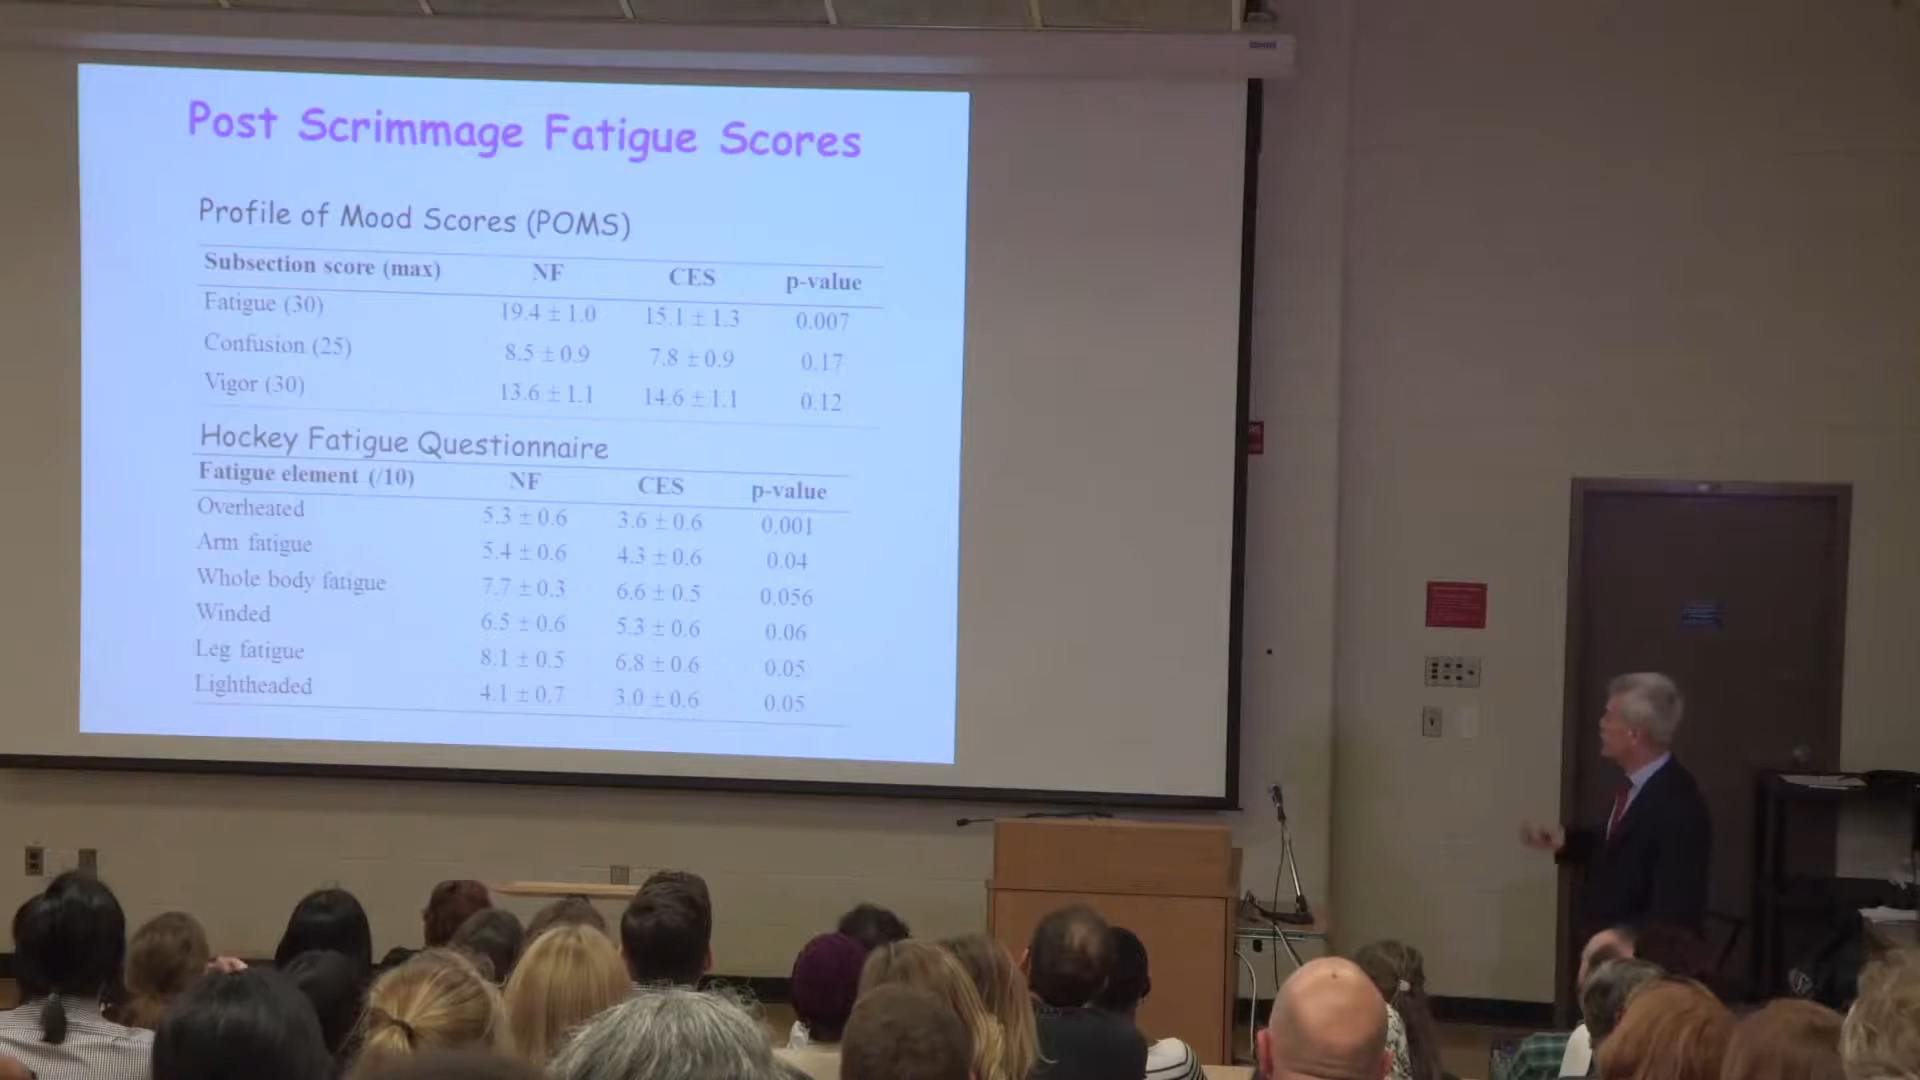 Post Scrimmage Fatigue Scores
Profile of Mood Scores (POMS)
Subsection score (max) NF CES p-value
Fatigue (30) 19.4 ± 1.0 15.1 ± 1.3 0.007
Confusion (25) 8.5 ± 0.9 7.8 ± 0.9 0.17
Vigor (30) 13.6 ± 1.1 14.6 ± 1.1 0.12
Hockey Fatigue Questionnaire
Fatigue element (/10) NF CES p-value
Overheated 5.3 ± 0.6 3.6 ± 0.6 0.001
Arm fatigue 5.4 ± 0.6 4.3 ± 0.6 0.04
Whole body fatigue 7.7 ± 0.3 6.6 ± 0.5 0.056
Winded 6.5 ± 0.6 5.3 ± 0.6 0.06
Leg fatigue 8.1 ± 0.5 6.8 ± 0.6 0.05
Lightheaded 4.1 ± 0.7 3.0 ± 0.6 0.05